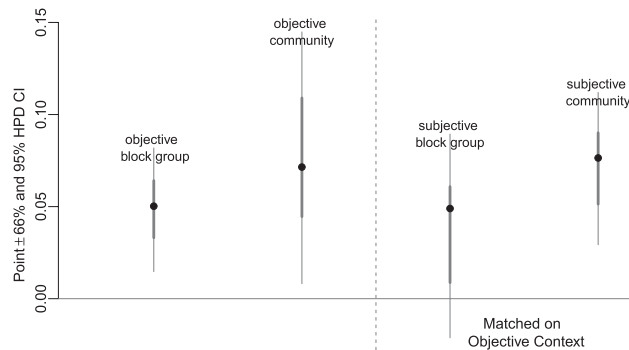 Point ± 66% and 95% HPD CI
0.15
0.10
0.05
0.00
objective
block group
objective
community
subjective
block group
subjective
community
Matched on
Objective Context